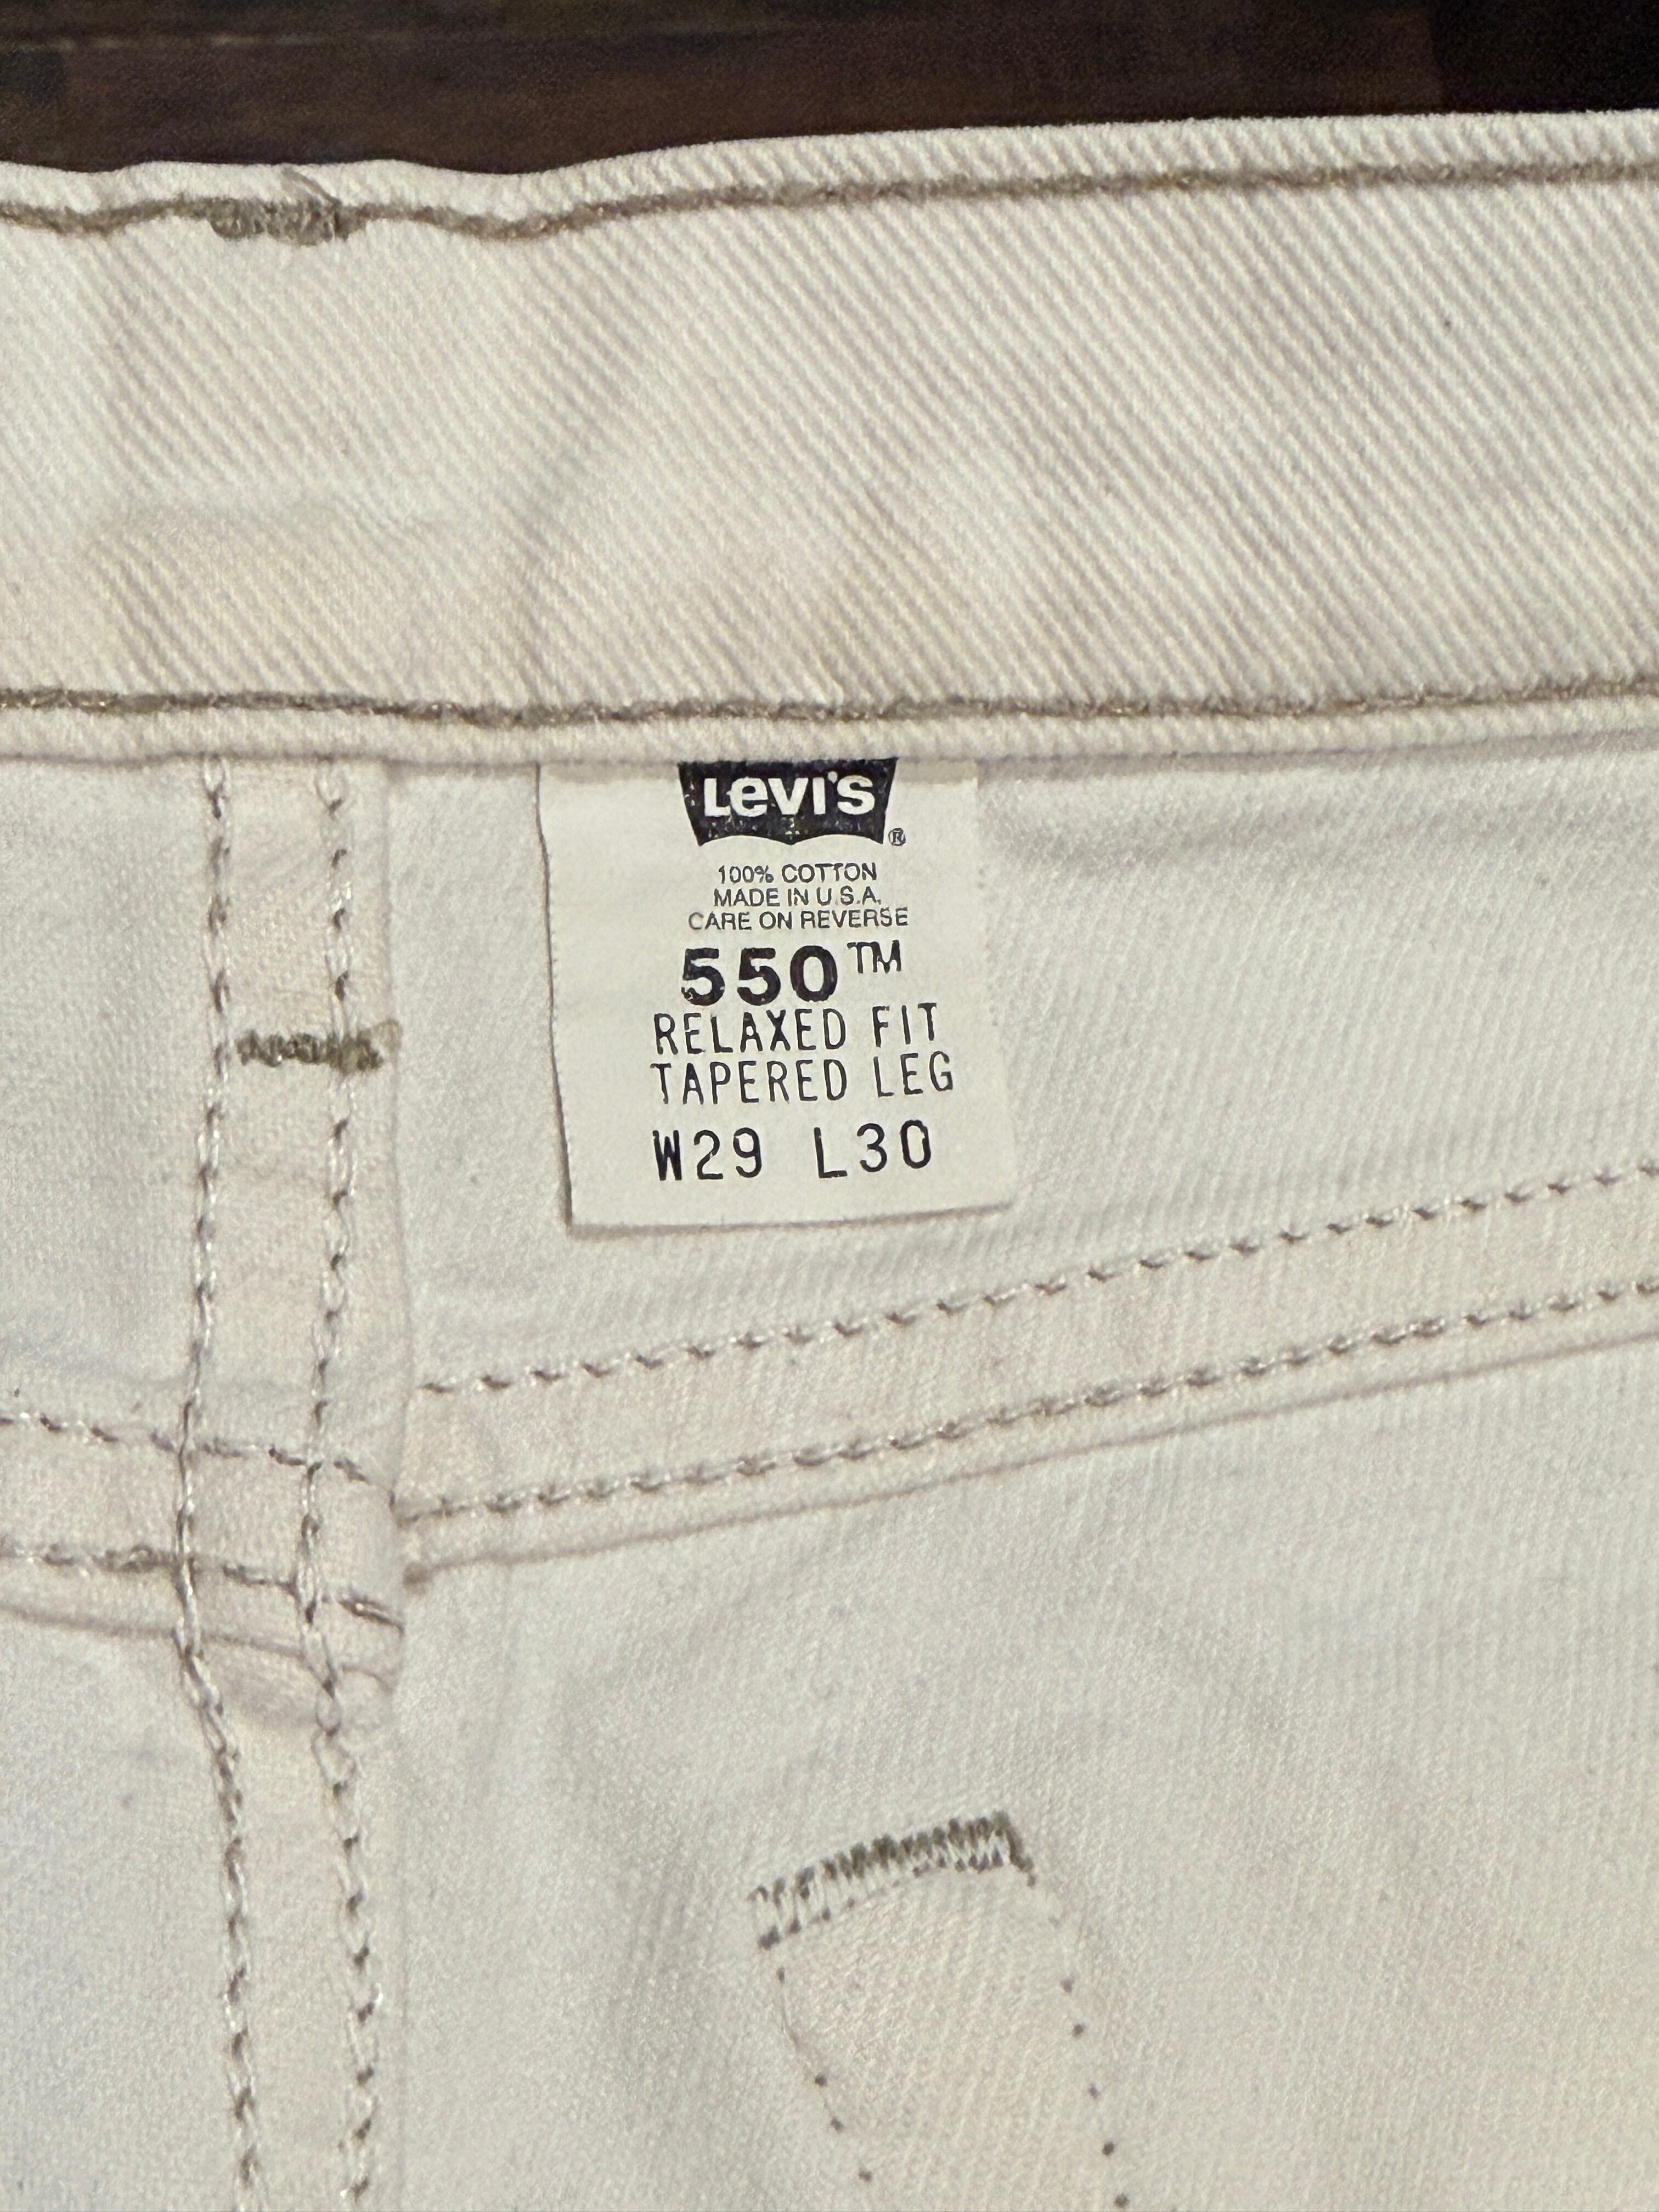 Levi's ®
100% COTTON
MADE IN U.S.A.
CARE ON REVERSE
550™
RELAXED FIT
TAPERED LEG
W29 L30